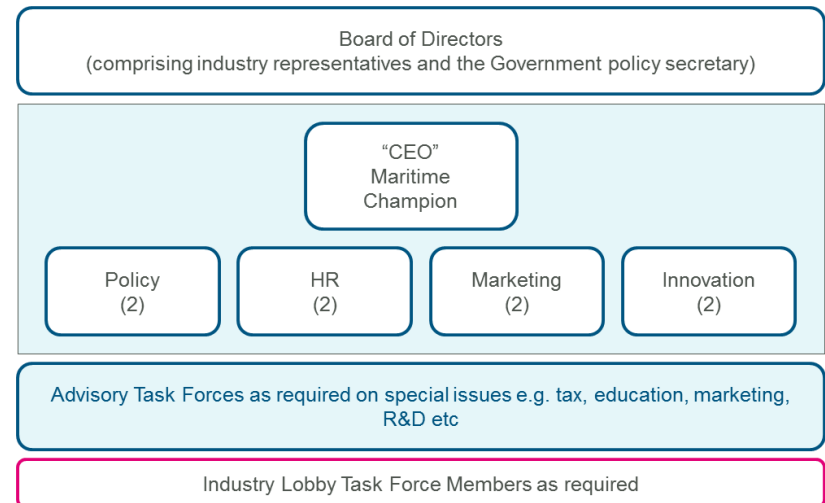 Board of Directors
(comprising industry representatives and the Government policy secretary)
“CEO”
Maritime
Champion
Policy
(2)
HR
(2)
Marketing
(2)
Innovation
(2)
Advisory Task Forces as required on special issues e.g. tax, education, marketing,
R&D etc
Industry Lobby Task Force Members as required